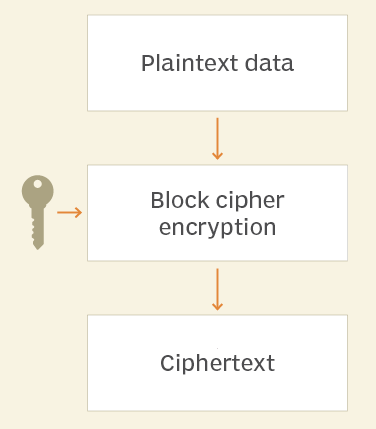 Plaintext data
Block cipher
encryption
Ciphertext